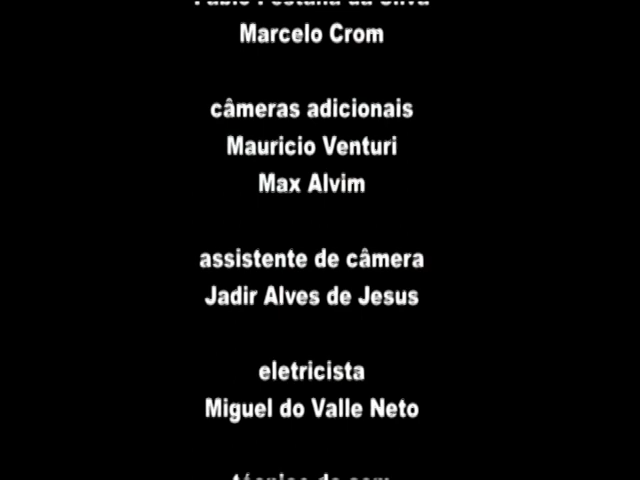 Marcelo Crom
câmeras adicionais
Mauricio Venturi
Max Alvim
assistente de câmera
Jadir Alves de Jesus
eletricista
Miguel do Valle Neto